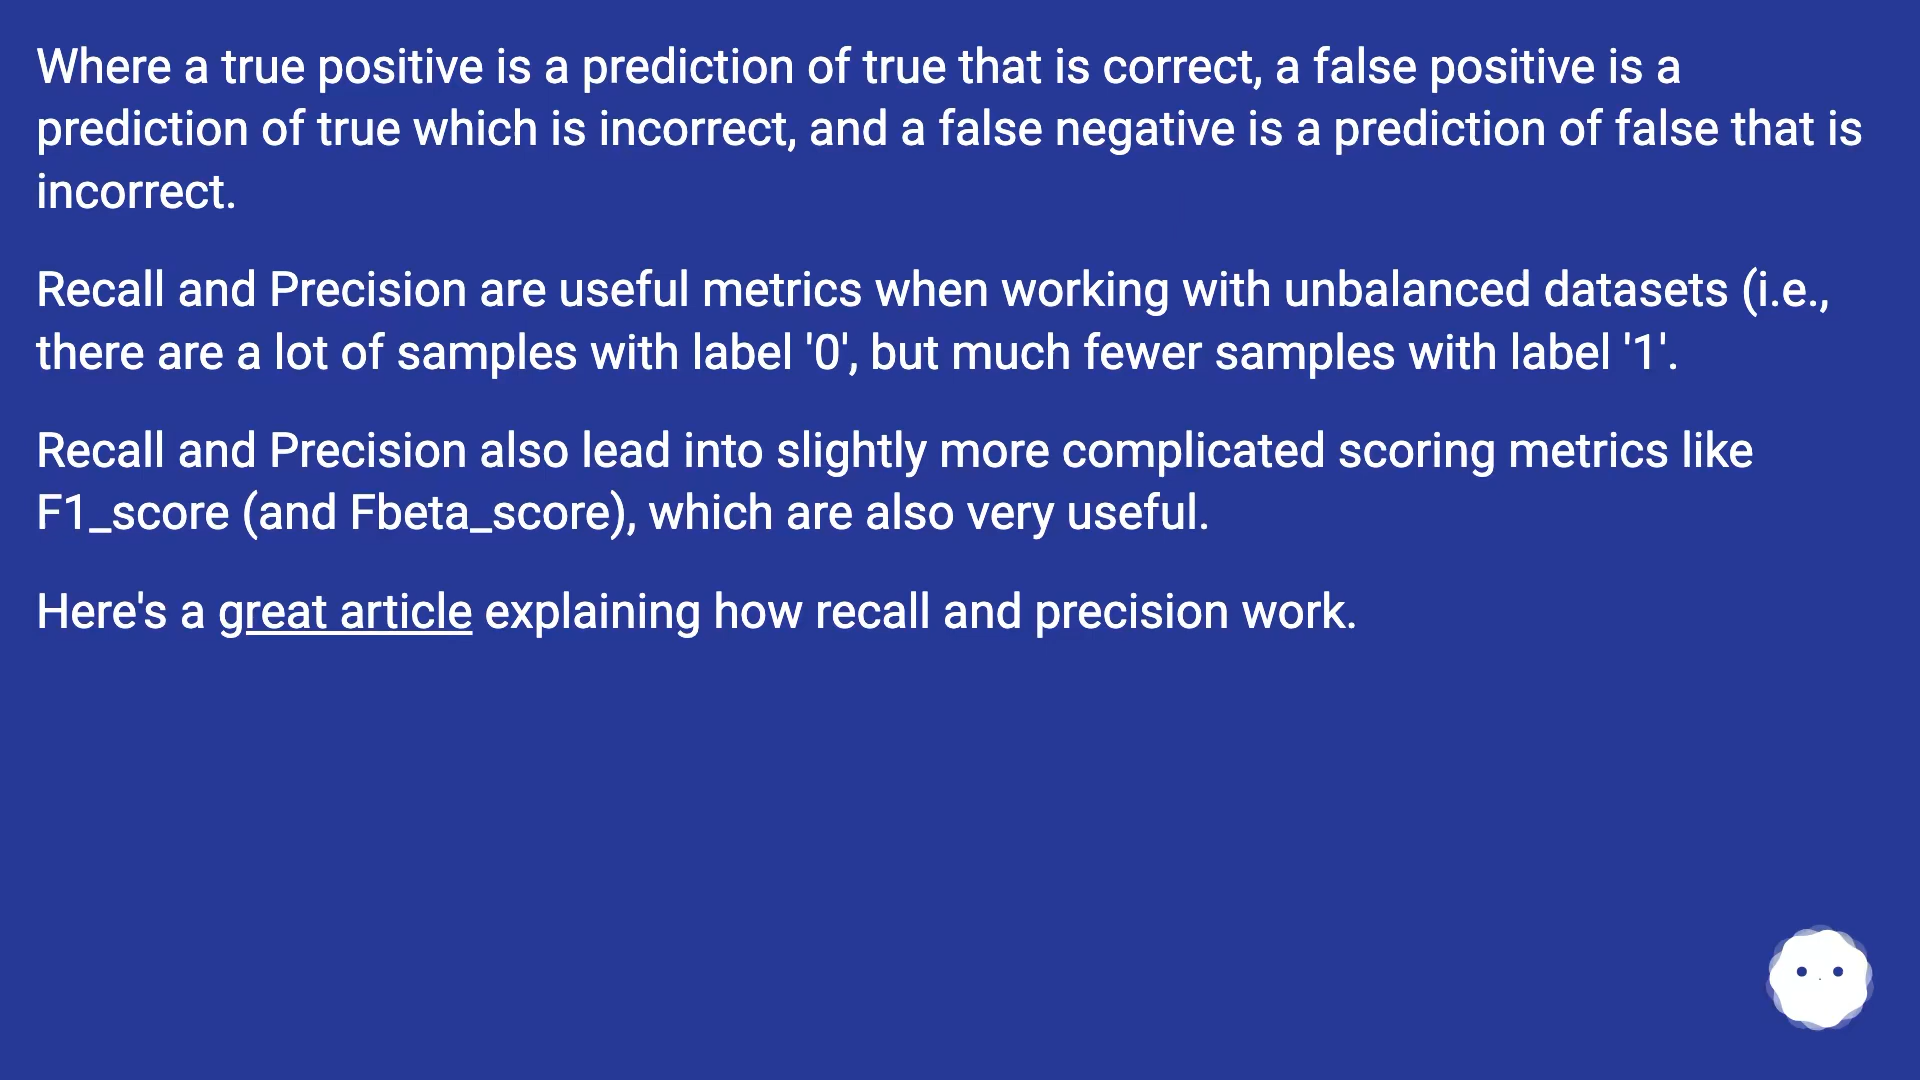 Where a true positive is a prediction of true that is correct, a false positive is a
prediction of true which is incorrect, and a false negative is a prediction of false that is
incorrect.
Recall and Precision are useful metrics when working with unbalanced datasets (i.e.,
there are a lot of samples with label '0', but much fewer samples with label '1'.
Recall and Precision also lead into slightly more complicated scoring metrics like
F1_score (and Fbeta_score), which are also very useful.
Here's a great article explaining how recall and precision work.